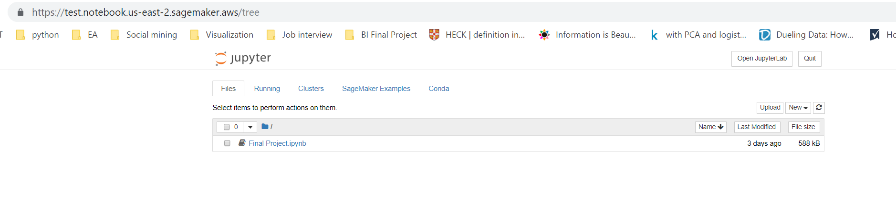 https://test.notebook.us-east-2.sagemaker.aws/tree
python EA Social mining Visualization Job interview BI Final Project HECK | definition in... Information is Beau... k with PCA and logist... Dueling Data: How... Ho
jupyter Open JupyterLab Quit
Files Running Clusters SageMaker Examples Conda
Select items to perform actions on them. Upload New
0 / Name Last Modified File size
Final Project.ipynb 3 days ago 588 kB